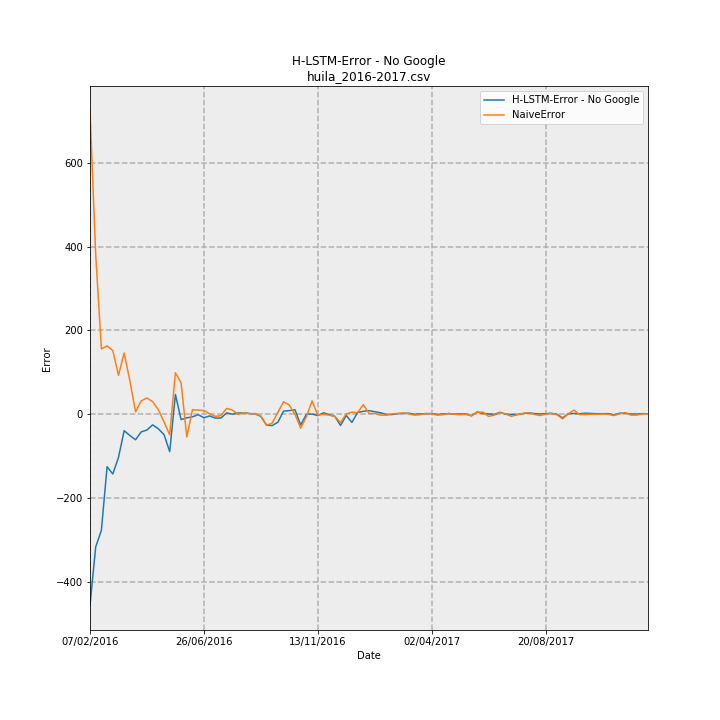 H-LSTM-Error - No Google
huila_2016-2017.csv
H-LSTM-Error - No Google
NaiveError
600
400
200
0
−200
−400
Error
07/02/2016
26/06/2016
13/11/2016
02/04/2017
20/08/2017
Date